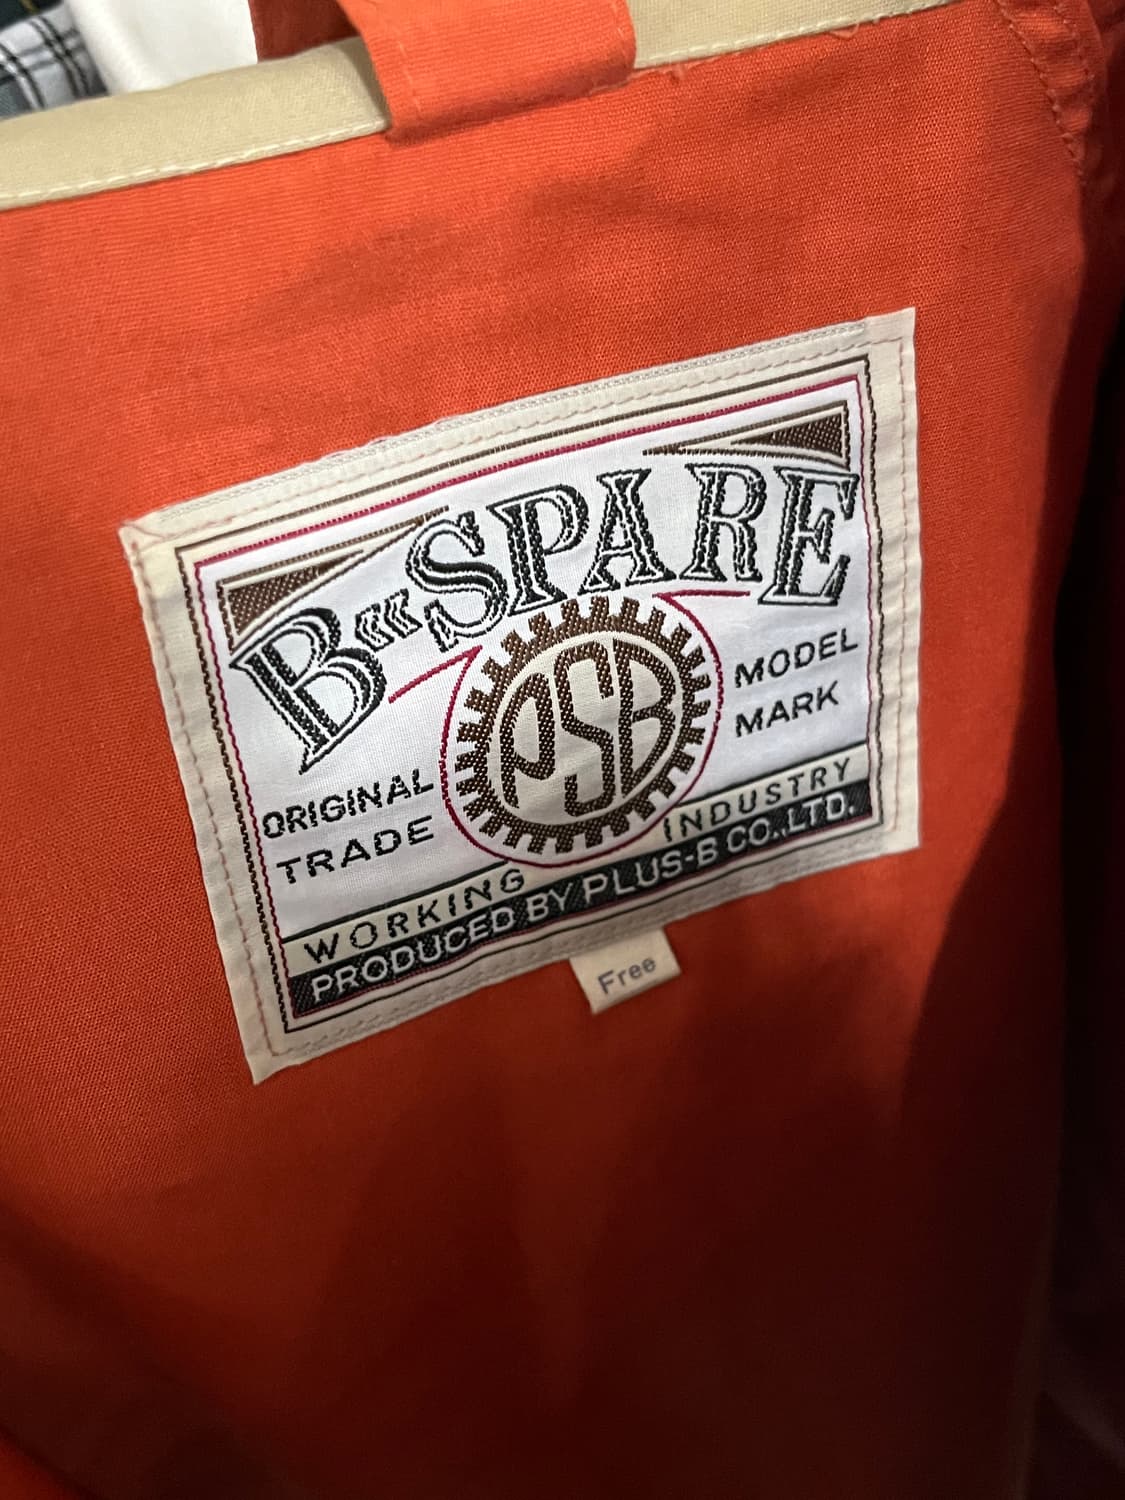 B«SPARE
PSB
ORIGINAL
TRADE
MODEL
MARK
WORKING INDUSTRY
PRODUCED BY PLUS-B CO.,LTD.
Free